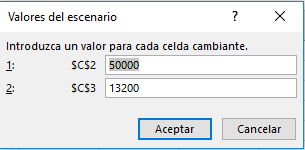 Valores del escenario
Introduzca un valor para cada celda cambiante.
1: $C$2 50000
2: $C$3 13200
Aceptar Cancelar